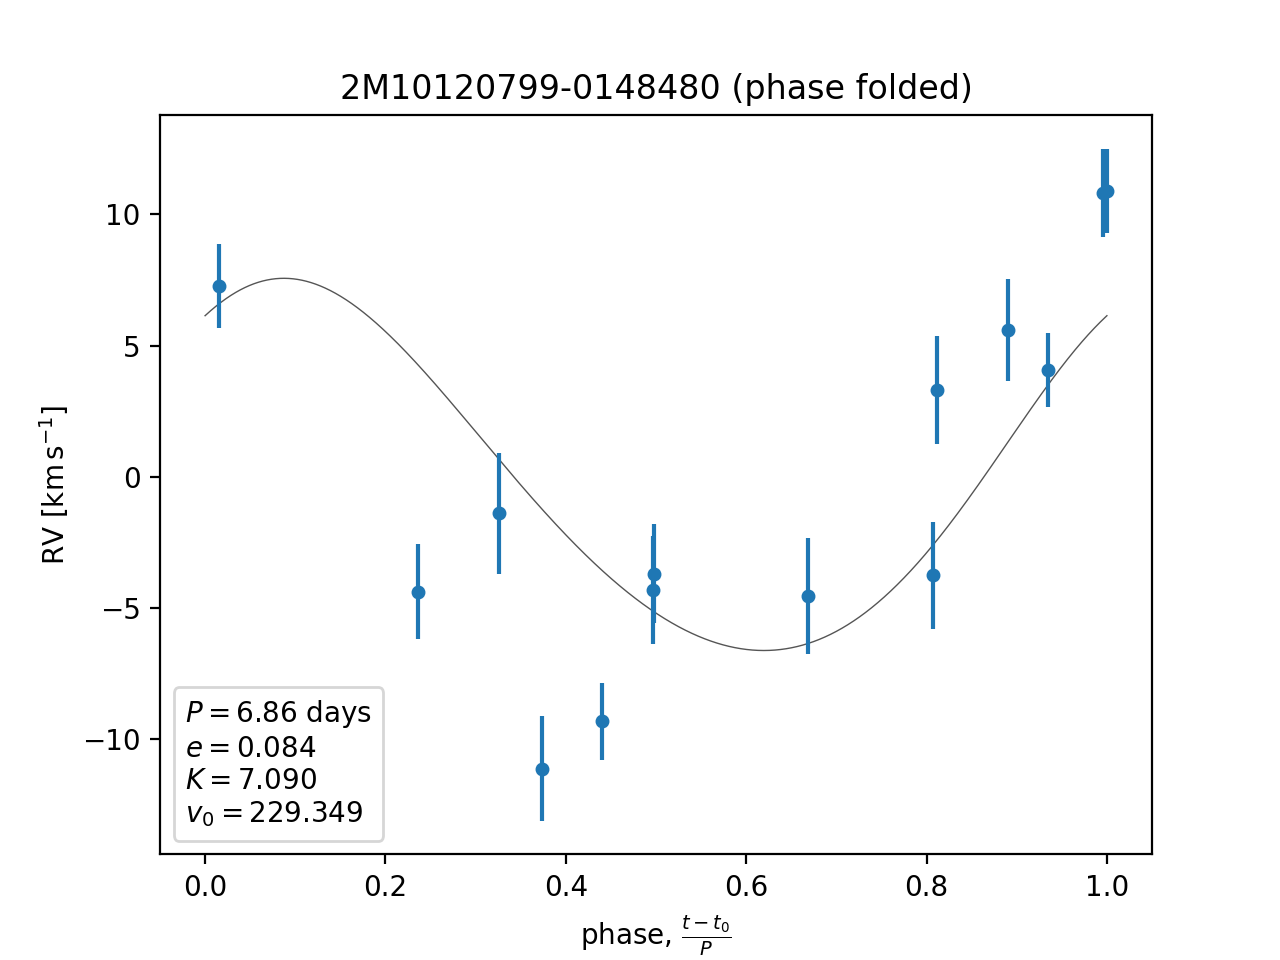 2M10120799-0148480 (phase folded)
10
5
0
−5
−10
RV [km s⁻¹]
P = 6.86 days
e = 0.084
K = 7.090
v₀ = 229.349
0.0 0.2 0.4 0.6 0.8 1.0
phase, (t − t₀)/P